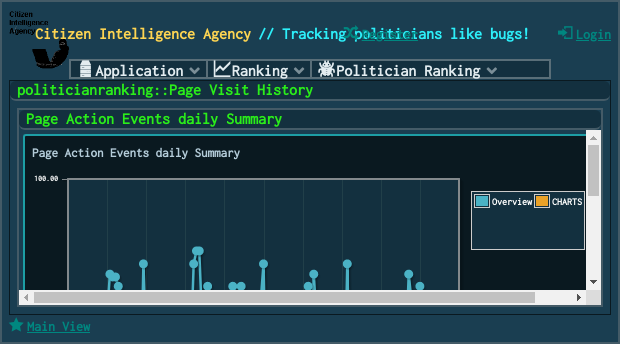 Citizen
Intelligence
Agency
Citizen Intelligence Agency // Tracking politicians like bugs!
Register
Login
Application
Ranking
Politician Ranking
politicianranking::Page Visit History
Page Action Events daily Summary
Page Action Events daily Summary
100.00
Overview
CHARTS
Main View